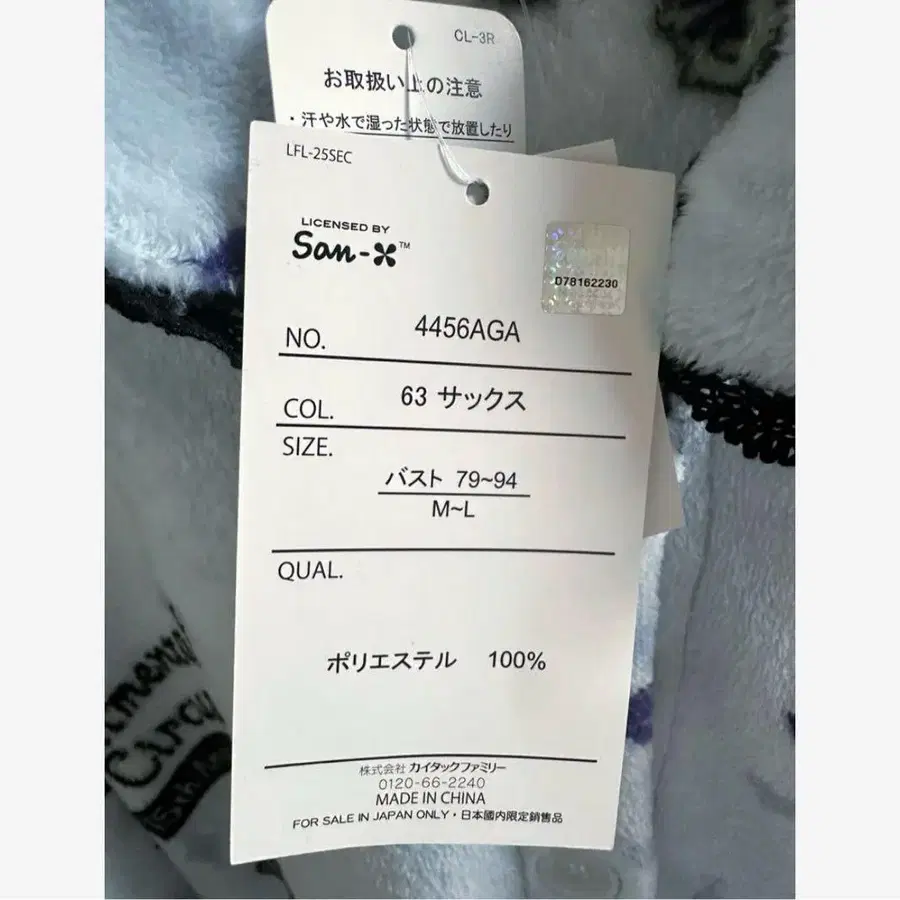 CL-3R
お取扱い上の注意
・汗や水で湿った状態で放置したり
LFL-25SEC
LICENSED BY
San-X™
D78162230
NO. 4456AGA
COL. 63 サックス
SIZE.
バスト 79~94
M~L
QUAL.
ポリエステル 100%
株式会社 カイタックファミリー
0120-66-2240
MADE IN CHINA
FOR SALE IN JAPAN ONLY・日本國内限定銷售品
Circu